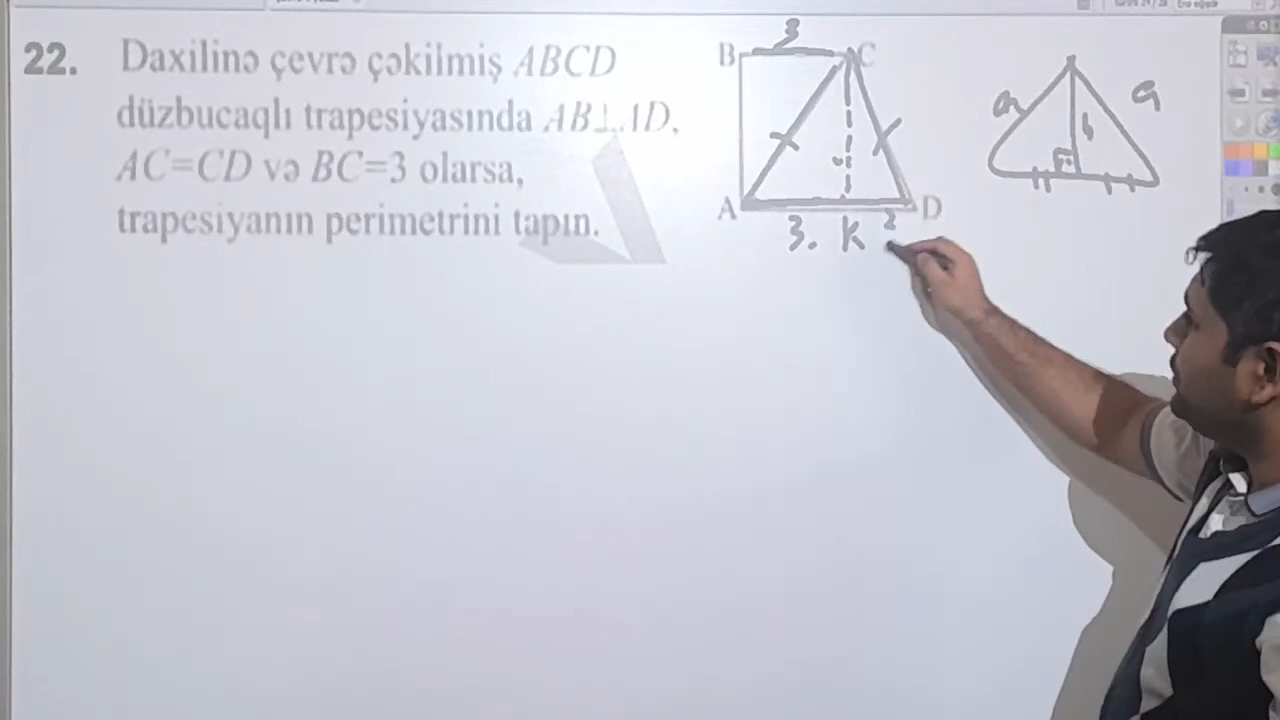 22. Daxilinə çevrə çəkilmiş ABCD
düzbucaqlı trapesiyasında AB⊥AD,
AC=CD və BC=3 olarsa,
trapesiyanın perimetrini tapın.
3
B C
A D
3. K 2
a h a